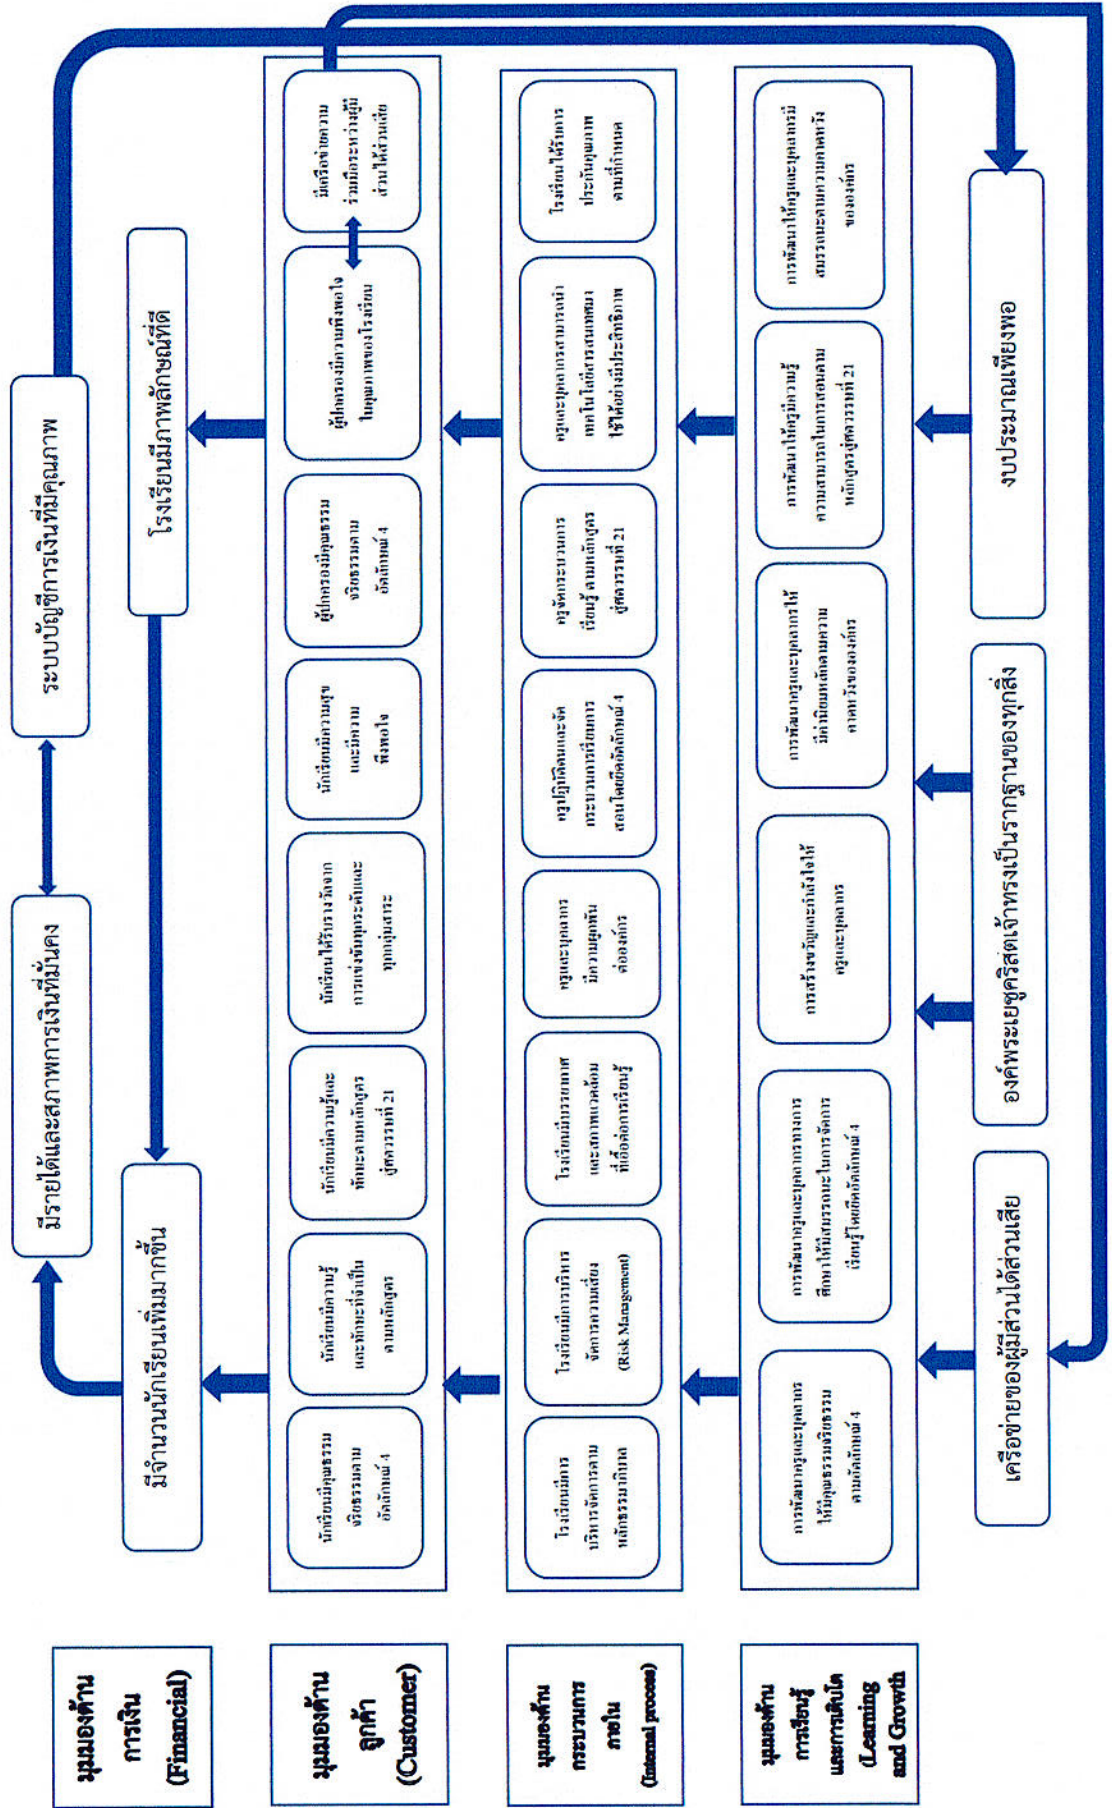 มุมมองด้าน
การเงิน
(Financial)
มีรายได้และสภาพการเงินที่มั่นคง
ระบบบัญชีการเงินที่มีคุณภาพ
มีจำนวนนักเรียนเพิ่มมากขึ้น
โรงเรียนมีภาพลักษณ์ที่ดี
มุมมองด้าน
ลูกค้า
(Customer)
นักเรียนมีคุณธรรม
จริยธรรมตาม
อัตลักษณ์ 4
นักเรียนมีความรู้
และทักษะที่จำเป็น
ตามหลักสูตร
นักเรียนมีความรู้และ
ทักษะตามหลักสูตร
สู่ศตวรรษที่ 21
นักเรียนได้รับรางวัลจาก
การแข่งขันทุกระดับและ
ทุกกลุ่มสาระ
นักเรียนมีความสุข
และมีความ
พึงพอใจ
ผู้ปกครองมีคุณธรรม
จริยธรรมตาม
อัตลักษณ์ 4
ผู้ปกครองมีความพึงพอใจ
ในคุณภาพของโรงเรียน
มีเครือข่ายความ
ร่วมมือระหว่างผู้มี
ส่วนได้ส่วนเสีย
มุมมองด้าน
กระบวนการ
ภายใน
(Internal process)
โรงเรียนมีการ
บริหารจัดการตาม
หลักธรรมาภิบาล
โรงเรียนมีการบริหาร
จัดการความเสี่ยง
(Risk Management)
โรงเรียนมีบรรยากาศ
และสภาพแวดล้อม
ที่เอื้อต่อการเรียนรู้
ครูและบุคลากร
มีความผูกพัน
ต่อองค์กร
ครูปฏิบัติตนและจัด
กระบวนการเรียนการ
สอนโดยยึดอัตลักษณ์ 4
ครูจัดกระบวนการ
เรียนรู้ ตามหลักสูตร
สู่ศตวรรษที่ 21
ครูและบุคลากรสามารถนำ
เทคโนโลยีสารสนเทศมา
ใช้ได้อย่างมีประสิทธิภาพ
โรงเรียนได้รับการ
ประกันคุณภาพ
ตามที่กำหนด
มุมมองด้าน
การเรียนรู้
และการเติบโต
(Learning
and Growth)
การพัฒนาครูและบุคลากร
ให้มีคุณธรรมจริยธรรม
ตามอัตลักษณ์ 4
การพัฒนาครูและบุคลากรทางการ
ศึกษาให้มีสมรรถนะในการจัดการ
เรียนรู้โดยยึดอัตลักษณ์ 4
การสร้างขวัญและกำลังใจให้
ครูและบุคลากร
การพัฒนาครูและบุคลากรให้
มีค่านิยมหลักตามความ
คาดหวังขององค์กร
การพัฒนาให้ครูมีความรู้
ความสามารถในการสอนตาม
หลักสูตรสู่ศตวรรษที่ 21
การพัฒนาให้ครูและบุคลากรมี
สมรรถนะตามความคาดหวัง
ขององค์กร
เครือข่ายของผู้มีส่วนได้ส่วนเสีย
องค์พระเยซูคริสต์เจ้าทรงเป็นรากฐานของทุกสิ่ง
งบประมาณเพียงพอ